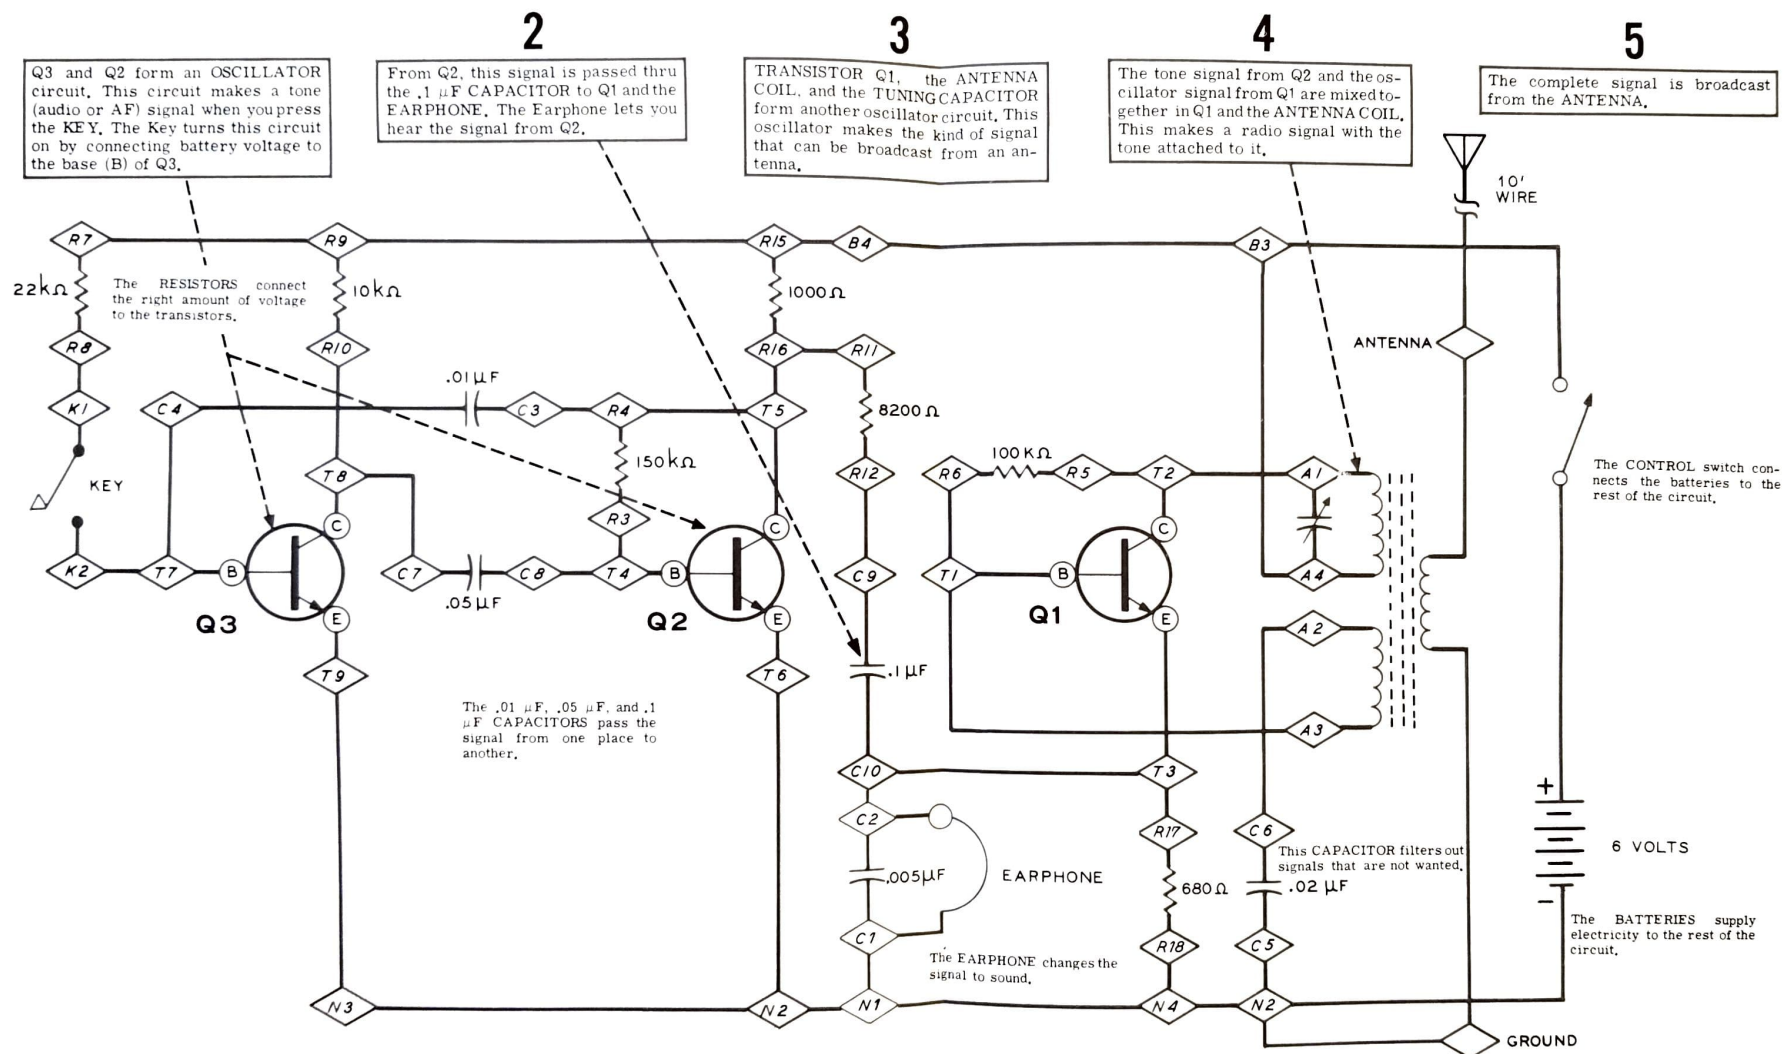 2
3
4
5
Q3 and Q2 form an OSCILLATOR
circuit. This circuit makes a tone
(audio or AF) signal when you press
the KEY. The Key turns this circuit
on by connecting battery voltage to
the base (B) of Q3.
From Q2, this signal is passed thru
the .1 µF CAPACITOR to Q1 and the
EARPHONE. The Earphone lets you
hear the signal from Q2.
TRANSISTOR Q1, the ANTENNA
COIL, and the TUNING CAPACITOR
form another oscillator circuit. This
oscillator makes the kind of signal
that can be broadcast from an an-
tenna.
The tone signal from Q2 and the os-
cillator signal from Q1 are mixed to-
gether in Q1 and the ANTENNA COIL.
This makes a radio signal with the
tone attached to it.
The complete signal is broadcast
from the ANTENNA.
10'
WIRE
R7
R9
R15
B4
B3
22kΩ
The RESISTORS connect
the right amount of voltage
to the transistors.
10kΩ
1000Ω
R8
R10
R16
R11
ANTENNA
K1
C4
.01µF
C3
R4
T5
8200Ω
KEY
T8
150kΩ
R12
R6
100KΩ
R5
T2
A1
The CONTROL switch con-
nects the batteries to the
rest of the circuit.
R3
C
C
C
K2
T7
B
C7
C8
T4
B
C9
T1
B
A4
.05µF
Q3
E
Q2
E
Q1
E
A2
T9
T6
.1µF
The .01 µF, .05 µF, and .1
µF CAPACITORS pass the
signal from one place to
another.
A3
C10
T3
+
C2
R17
C6
6 VOLTS
This CAPACITOR filters out
signals that are not wanted.
.005µF
EARPHONE
680Ω
.02µF
-
The BATTERIES supply
electricity to the rest of the
circuit.
C1
R18
C5
The EARPHONE changes the
signal to sound.
N3
N2
N1
N4
N2
GROUND